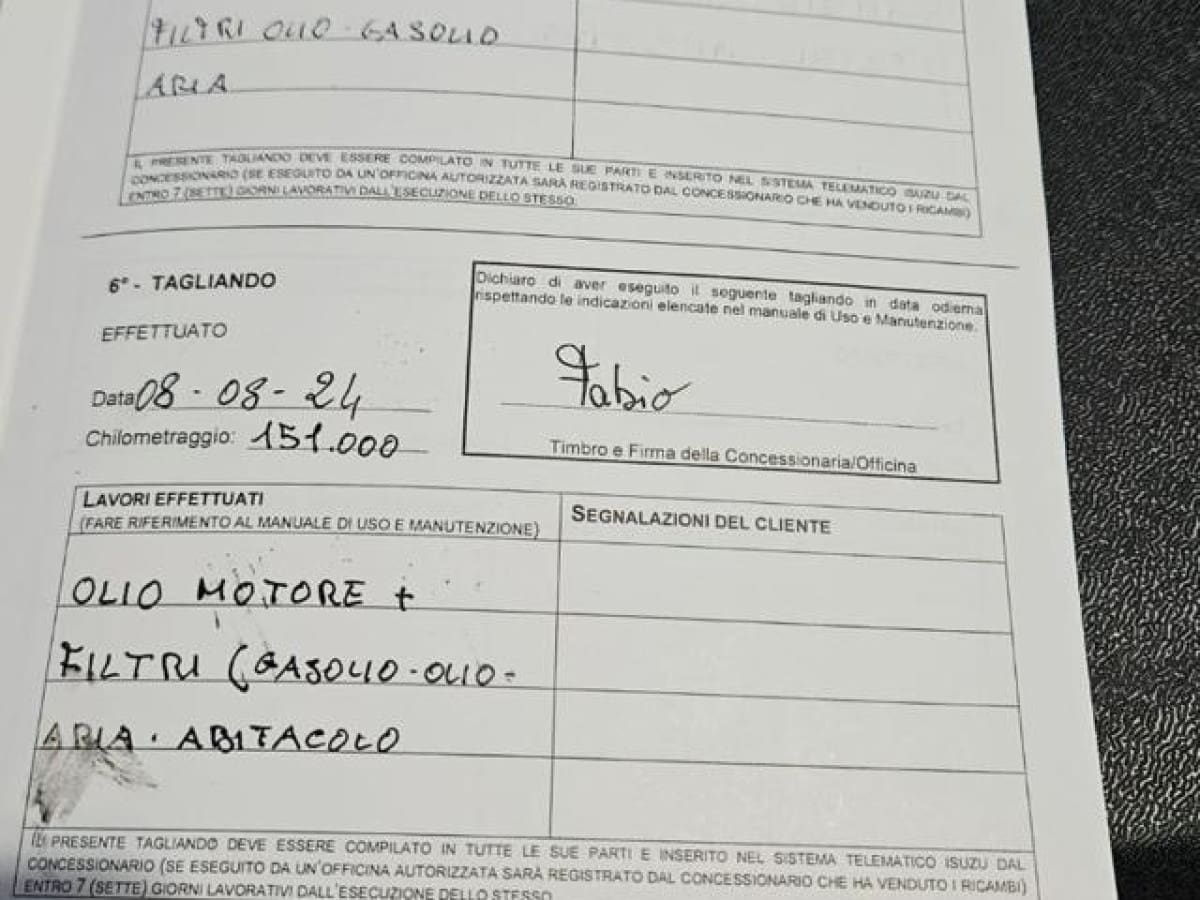 FILTRI OLIO - GASOLIO
ARIA
IL PRESENTE TAGLIANDO DEVE ESSERE COMPILATO IN TUTTE LE SUE PARTI E INSERITO NEL SISTEMA TELEMATICO ISUZU DAL
CONCESSIONARIO (SE ESEGUITO DA UN'OFFICINA AUTORIZZATA SARÀ REGISTRATO DAL CONCESSIONARIO CHE HA VENDUTO I RICAMBI)
ENTRO 7 (SETTE) GIORNI LAVORATIVI DALL'ESECUZIONE DELLO STESSO.
6° - TAGLIANDO
EFFETTUATO
Data 08 - 08 - 24
Chilometraggio: 151.000
Dichiaro di aver eseguito il seguente tagliando in data odierna
rispettando le indicazioni elencate nel manuale di Uso e Manutenzione.
Fabio
Timbro e Firma della Concessionaria/Officina
LAVORI EFFETTUATI
(FARE RIFERIMENTO AL MANUALE DI USO E MANUTENZIONE)
SEGNALAZIONI DEL CLIENTE
OLIO MOTORE +
FILTRI (GASOLIO - OLIO -
ARIA - ABITACOLO
IL PRESENTE TAGLIANDO DEVE ESSERE COMPILATO IN TUTTE LE SUE PARTI E INSERITO NEL SISTEMA TELEMATICO ISUZU DAL
CONCESSIONARIO (SE ESEGUITO DA UN'OFFICINA AUTORIZZATA SARÀ REGISTRATO DAL CONCESSIONARIO CHE HA VENDUTO I RICAMBI)
ENTRO 7 (SETTE) GIORNI LAVORATIVI DALL'ESECUZIONE DELLO STESSO.